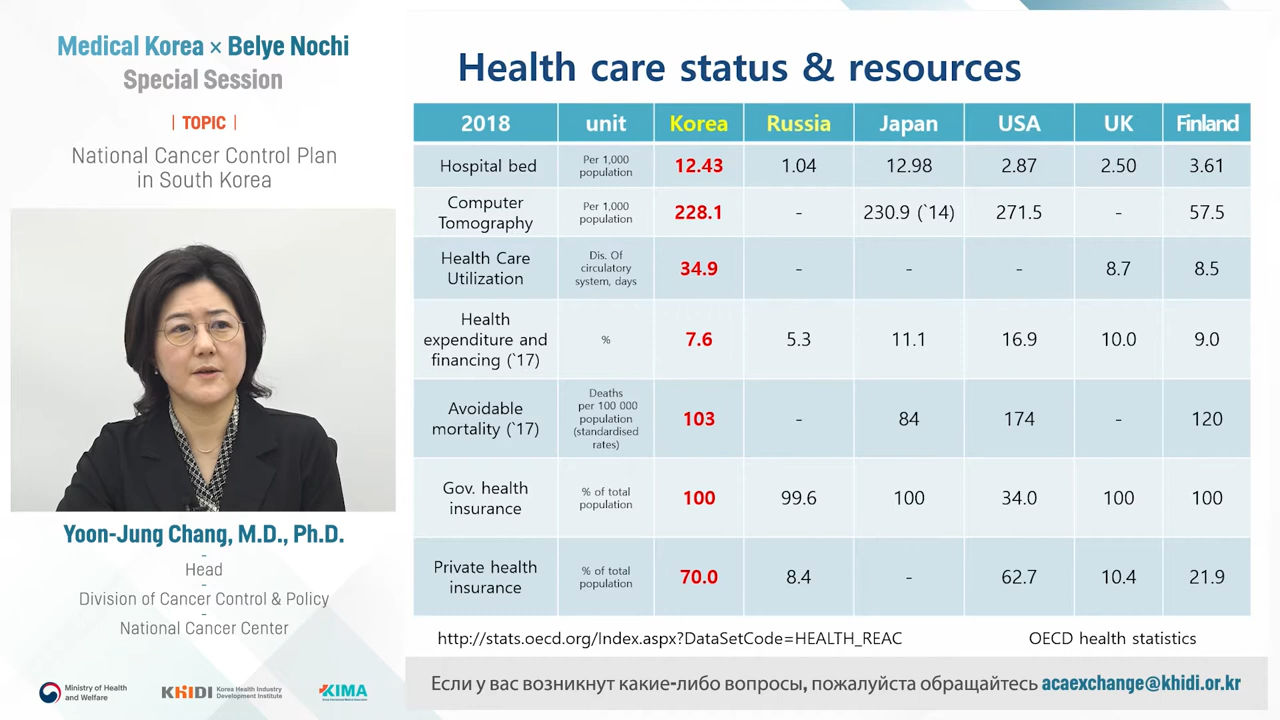 Medical Korea × Belye Nochi
Special Session
| TOPIC |
National Cancer Control Plan
in South Korea
Yoon-Jung Chang, M.D., Ph.D.
-
Head
-
Division of Cancer Control & Policy
-
National Cancer Center
Ministry of Health
and Welfare
KHIDI Korea Health Industry
Development Institute
KIMA
Health care status & resources
2018 unit Korea Russia Japan USA UK Finland
Hospital bed Per 1,000 population 12.43 1.04 12.98 2.87 2.50 3.61
Computer Tomography Per 1,000 population 228.1 - 230.9 (`14) 271.5 - 57.5
Health Care Utilization Dis. Of circulatory system, days 34.9 - - - 8.7 8.5
Health expenditure and financing (`17) % 7.6 5.3 11.1 16.9 10.0 9.0
Avoidable mortality (`17) Deaths per 100 000 population (standardised rates) 103 - 84 174 - 120
Gov. health insurance % of total population 100 99.6 100 34.0 100 100
Private health insurance % of total population 70.0 8.4 - 62.7 10.4 21.9
http://stats.oecd.org/Index.aspx?DataSetCode=HEALTH_REAC OECD health statistics
Если у вас возникнут какие-либо вопросы, пожалуйста обращайтесь acaexchange@khidi.or.kr